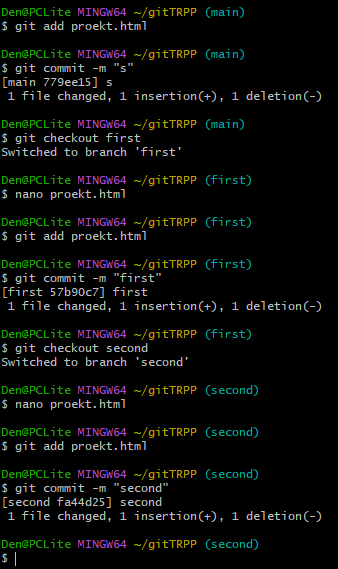 Den@PCLite MINGW64 ~/gitTRPP (main)
$ git add proekt.html
Den@PCLite MINGW64 ~/gitTRPP (main)
$ git commit -m "s"
[main 779ee15] s
 1 file changed, 1 insertion(+), 1 deletion(-)
Den@PCLite MINGW64 ~/gitTRPP (main)
$ git checkout first
Switched to branch 'first'
Den@PCLite MINGW64 ~/gitTRPP (first)
$ nano proekt.html
Den@PCLite MINGW64 ~/gitTRPP (first)
$ git add proekt.html
Den@PCLite MINGW64 ~/gitTRPP (first)
$ git commit -m "first"
[first 57b90c7] first
 1 file changed, 1 insertion(+), 1 deletion(-)
Den@PCLite MINGW64 ~/gitTRPP (first)
$ git checkout second
Switched to branch 'second'
Den@PCLite MINGW64 ~/gitTRPP (second)
$ nano proekt.html
Den@PCLite MINGW64 ~/gitTRPP (second)
$ git add proekt.html
Den@PCLite MINGW64 ~/gitTRPP (second)
$ git commit -m "second"
[second fa44d25] second
 1 file changed, 1 insertion(+), 1 deletion(-)
Den@PCLite MINGW64 ~/gitTRPP (second)
$